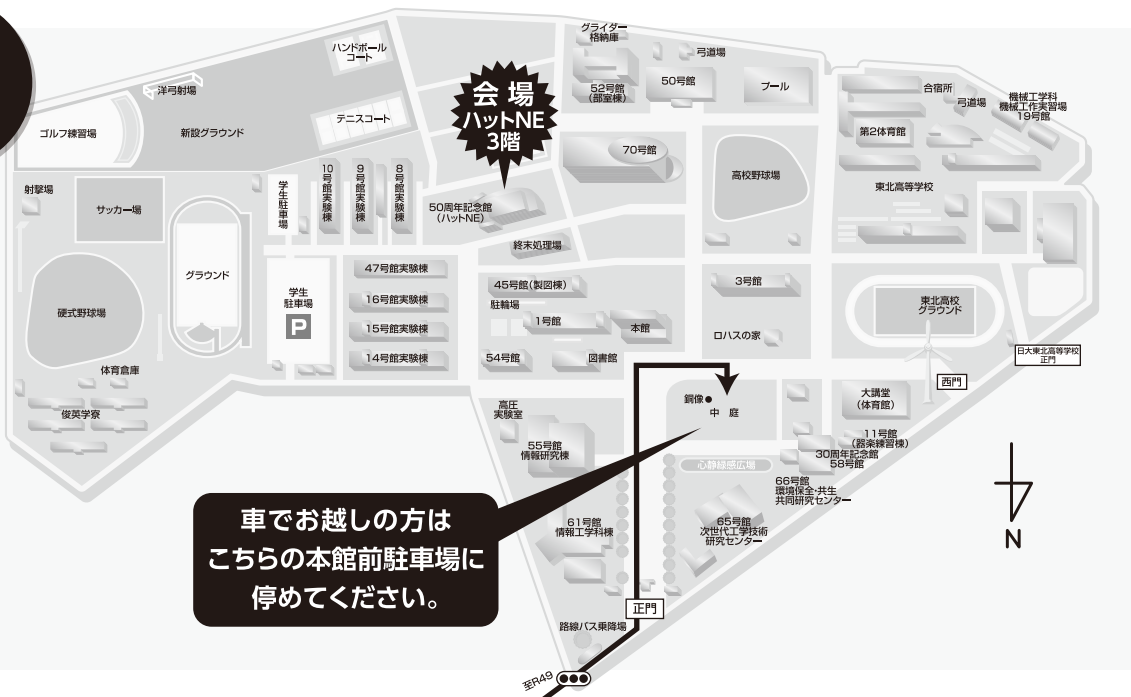 グライダー
格納庫
弓道場
ハンドボール
コート
52号館
(部室棟)
50号館
プール
合宿所
弓道場
機械工学科
機械工作実習場
19号館
洋弓射場
会 場
ハットNE
3階
ゴルフ練習場
新設グラウンド
テニスコート
第2体育館
70号館
高校野球場
射撃場
サッカー場
学生駐車場
10号館実験棟
9号館実験棟
8号館実験棟
50周年記念館
(ハットNE)
東北高等学校
終末処理場
グラウンド
47号館実験棟
45号館(製図棟)
3号館
学生
駐車場
P
16号館実験棟
駐輪場
1号館
本館
東北高校
グラウンド
硬式野球場
15号館実験棟
ロハスの家
14号館実験棟
54号館
図書館
日大東北高等学校
正門
体育倉庫
西門
俊英学寮
高圧
実験室
銅像
中 庭
大講堂
(体育館)
55号館
情報研究棟
11号館
(器楽練習棟)
30周年記念館
58号館
心静緑感広場
66号館
環境保全・共生
共同研究センター
車でお越しの方は
こちらの本館前駐車場に
停めてください。
61号館
情報工学科棟
65号館
次世代工学技術
研究センター
N
正門
路線バス乗降場
至R49